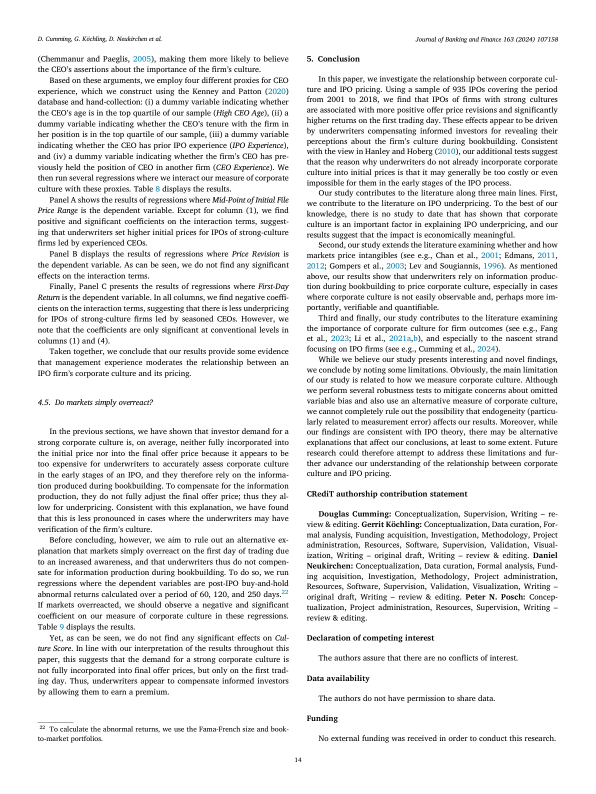 D. Cumming, G. Köchling, D. Neukirchen et al.
Journal of Banking and Finance 163 (2024) 107158
(Chemmanur and Paeglis, 2005), making them more likely to believe
the CEO's assertions about the importance of the firm's culture.
Based on these arguments, we employ four different proxies for CEO
experience, which we construct using the Kenney and Patton (2020)
database and hand-collection: (i) a dummy variable indicating whether
the CEO's age is in the top quartile of our sample (High CEO Age), (ii) a
dummy variable indicating whether the CEO's tenure with the firm in
her position is in the top quartile of our sample, (iii) a dummy variable
indicating whether the CEO has prior IPO experience (IPO Experience),
and (iv) a dummy variable indicating whether the firm's CEO has pre-
viously held the position of CEO in another firm (CEO Experience). We
then run several regressions where we interact our measure of corporate
culture with these proxies. Table 8 displays the results.
Panel A shows the results of regressions where Mid-Point of Initial File
Price Range is the dependent variable. Except for column (1), we find
positive and significant coefficients on the interaction terms, suggest-
ing that underwriters set higher initial prices for IPOs of strong-culture
firms led by experienced CEOs.
Panel B displays the results of regressions where Price Revision is
the dependent variable. As can be seen, we do not find any significant
effects on the interaction terms.
Finally, Panel C presents the results of regressions where First-Day
Return is the dependent variable. In all columns, we find negative coeffi-
cients on the interaction terms, suggesting that there is less underpricing
for IPOs of strong-culture firms led by seasoned CEOs. However, we
note that the coefficients are only significant at conventional levels in
columns (1) and (4).
Taken together, we conclude that our results provide some evidence
that management experience moderates the relationship between an
IPO firm's corporate culture and its pricing.
4.5. Do markets simply overreact?
In the previous sections, we have shown that investor demand for a
strong corporate culture is, on average, neither fully incorporated into
the initial price nor into the final offer price because it appears to be
too expensive for underwriters to accurately assess corporate culture
in the early stages of an IPO, and they therefore rely on the informa-
tion produced during bookbuilding. To compensate for the information
production, they do not fully adjust the final offer price; thus they al-
low for underpricing. Consistent with this explanation, we have found
that this is less pronounced in cases where the underwriters may have
verification of the firm's culture.
Before concluding, however, we aim to rule out an alternative ex-
planation that markets simply overreact on the first day of trading due
to an increased awareness, and that underwriters thus do not compen-
sate for information during bookbuilding. To do so, we run
regressions where the dependent variables are post-IPO buy-and-hold
abnormal returns calculated over a period of 60, 120, and 250 days.22
If markets overreacted, we should observe a negative and significant
coefficient on our measure of corporate culture in these regressions.
Table 9 displays the results.
Yet, as can be seen, we do not find any significant effects on Cul-
ture Score. In line with our interpretation of the results throughout this
paper, this suggests that the demand for a strong corporate culture is
not fully incorporated into final offer prices, but only on the first trad-
ing day. Thus, underwriters appear to compensate informed investors
by allowing them to earn a premium.
22 To calculate the abnormal returns, we use the Fama-French size and book-
to-market portfolios.
5. Conclusion
In this paper, we investigate the relationship between corporate cul-
ture and IPO pricing. Using a sample of 935 IPOs covering the period
from 2001 to 2018, we find that IPOs of firms with strong cultures
are associated with more positive offer price revisions and significantly
higher returns on the first trading day. These effects appear to be driven
by underwriters compensating informed investors for revealing their
perceptions about the firm's culture during bookbuilding. Consistent
with the view in Hanley and Hoberg (2010), our additional tests suggest
that the reason why underwriters do not already incorporate corporate
culture into initial prices is that it may generally be too costly or even
impossible for them in the early stages of the IPO process.
Our study contributes to the literature along three main lines. First,
we contribute to the literature on IPO underpricing. To the best of our
knowledge, there is no study to date that has shown that corporate
culture is an important factor in explaining IPO underpricing, and our
results suggest that the impact is economically meaningful.
Second, our study extends the literature examining whether and how
markets price intangibles (see e.g., Chan et al., 2001; Edmans, 2011,
2012; Gompers et al., 2003; Lev and Sougiannis, 1996). As mentioned
above, our results show that underwriters rely on information produc-
tion during bookbuilding to price corporate culture, especially in cases
where corporate culture is not easily observable and, perhaps more im-
portantly, verifiable and quantifiable.
Third and finally, our study contributes to the literature examining
the importance of corporate culture for firm outcomes (see e.g., Fang
et al., 2023; Li et al., 2021a,b), and especially to the nascent strand
focusing on IPO firms (see e.g., Cumming et al., 2024).
While we believe our study presents interesting and novel findings,
we conclude by noting some limitations. Obviously, the main limitation
of our study is related to how we measure corporate culture. Although
we perform several robustness tests to mitigate concerns about omitted
variable bias and also use an alternative measure of corporate culture,
we cannot completely rule out the possibility that endogeneity (particu-
larly related to measurement error) affects our results. Moreover, while
our findings are consistent with IPO theory, there may be alternative
explanations that affect our conclusions, at least to some extent. Future
research could therefore attempt to address these limitations and fur-
ther advance our understanding of the relationship between corporate
culture and IPO pricing.
CRediT authorship contribution statement
Douglas Cumming: Conceptualization, Supervision, Writing – re-
view & editing. Gerrit Köchling: Conceptualization, Data curation, For-
mal analysis, Funding acquisition, Investigation, Methodology, Project
administration, Resources, Software, Supervision, Validation, Visual-
ization, Writing – original draft, Writing – review & editing. Daniel
Neukirchen: Conceptualization, Data curation, Formal analysis, Fund-
ing acquisition, Investigation, Methodology, Project administration,
Resources, Software, Supervision, Validation, Visualization, Writing –
original draft, Writing – review & editing. Peter N. Posch: Concep-
tualization, Project administration, Resources, Supervision, Writing –
review & editing.
Declaration of competing interest
The authors assure that there are no conflicts of interest.
Data availability
The authors do not have permission to share data.
Funding
No external funding was received in order to conduct this research.
14